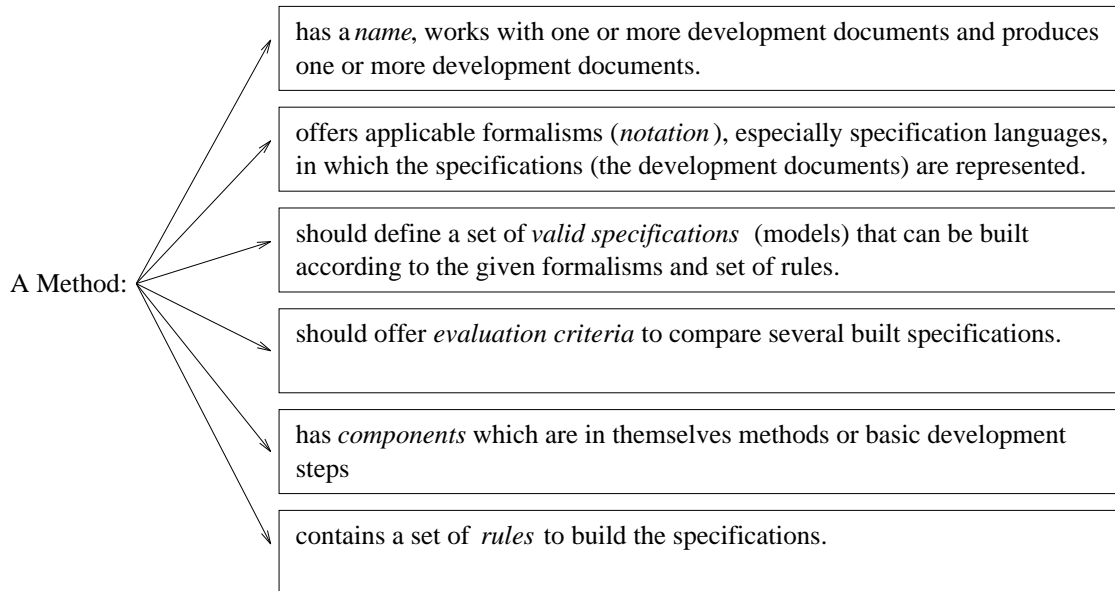 has a name, works with one or more development documents and produces
one or more development documents.
offers applicable formalisms (notation), especially specification languages,
in which the specifications (the development documents) are represented.
should define a set of valid specifications (models) that can be built
according to the given formalisms and set of rules.
A Method:
should offer evaluation criteria to compare several built specifications.
has components which are in themselves methods or basic development
steps
contains a set of rules to build the specifications.